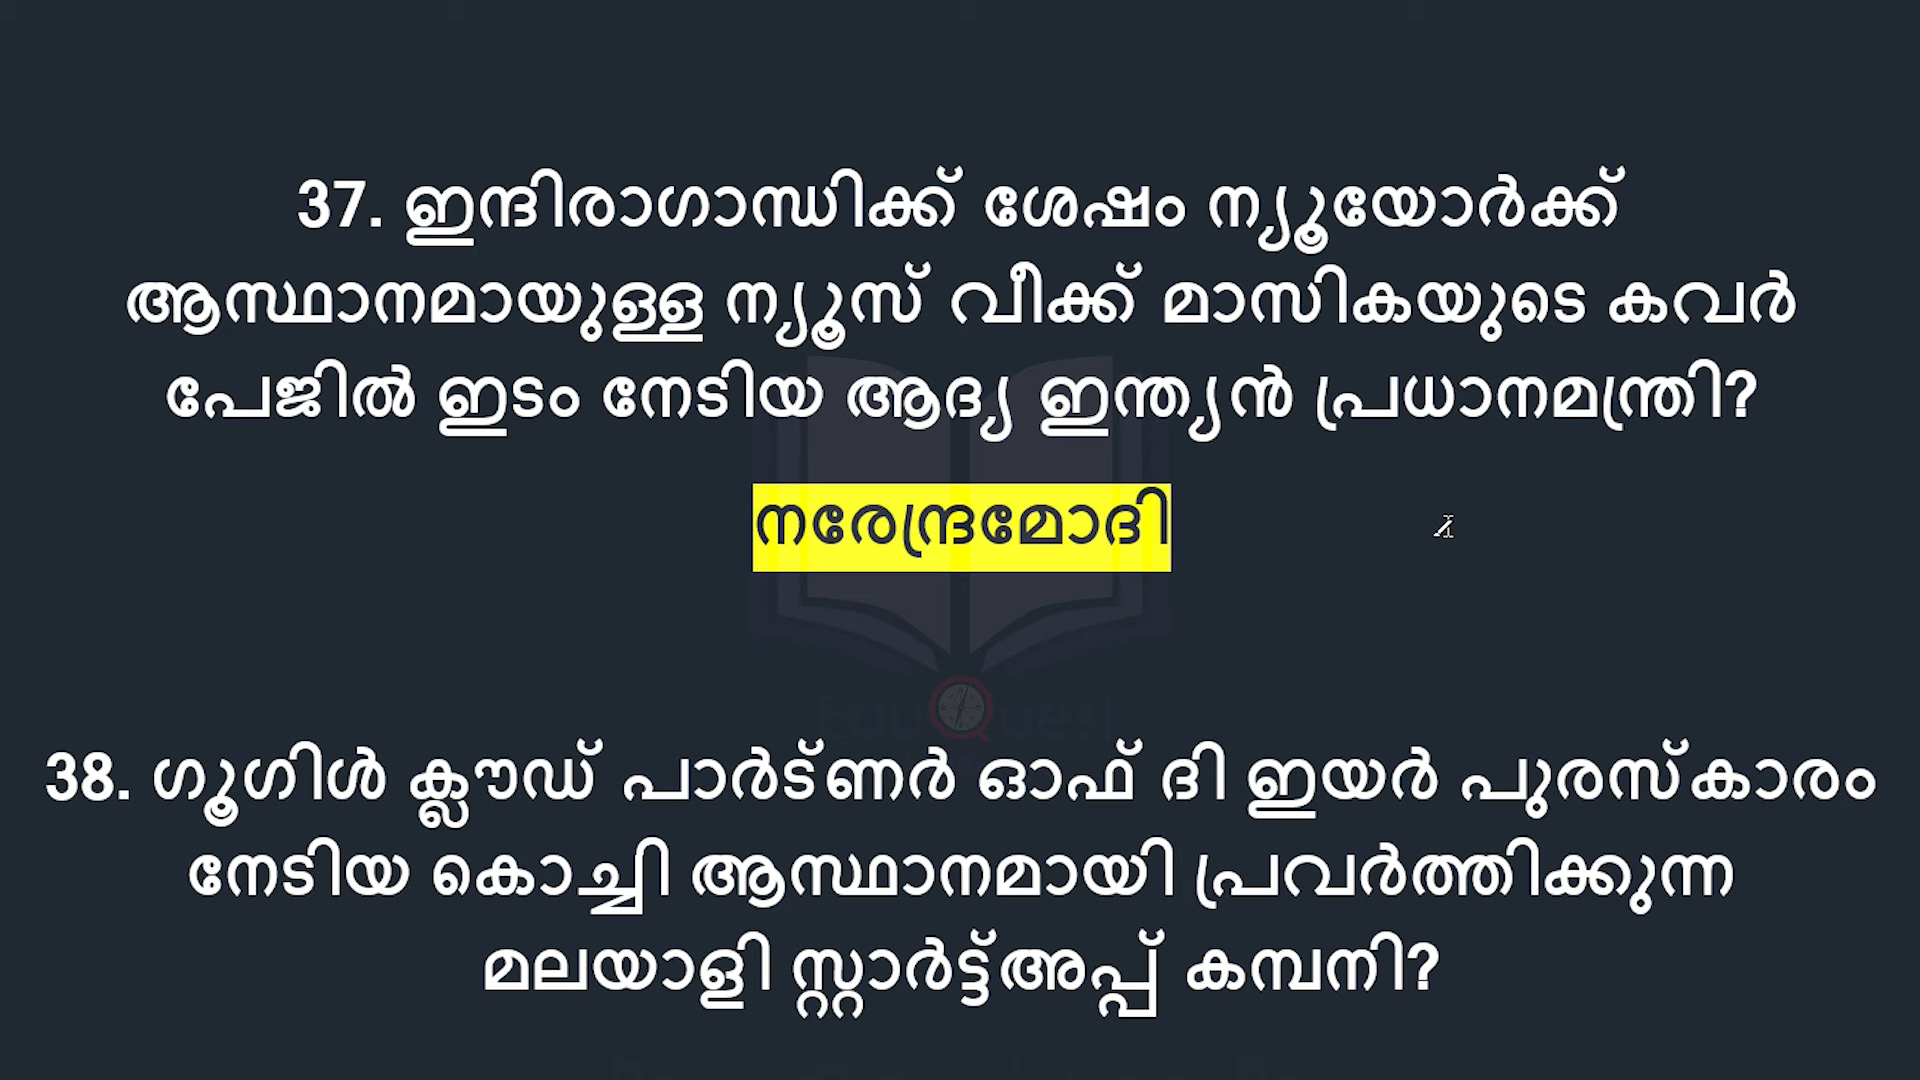 37. ഇന്ദിരാഗാന്ധിക്ക് ശേഷം ന്യൂയോർക്ക്
ആസ്ഥാനമായുള്ള ന്യൂസ് വീക്ക് മാസികയുടെ കവർ
പേജിൽ ഇടം നേടിയ ആദ്യ ഇന്ത്യൻ പ്രധാനമന്ത്രി?
നരേന്ദ്രമോദി
EduQuest
38. ഗൂഗിൾ ക്ലൗഡ് പാർട്ണർ ഓഫ് ദി ഇയർ പുരസ്കാരം
നേടിയ കൊച്ചി ആസ്ഥാനമായി പ്രവർത്തിക്കുന്ന
മലയാളി സ്റ്റാർട്ട്അപ്പ് കമ്പനി?